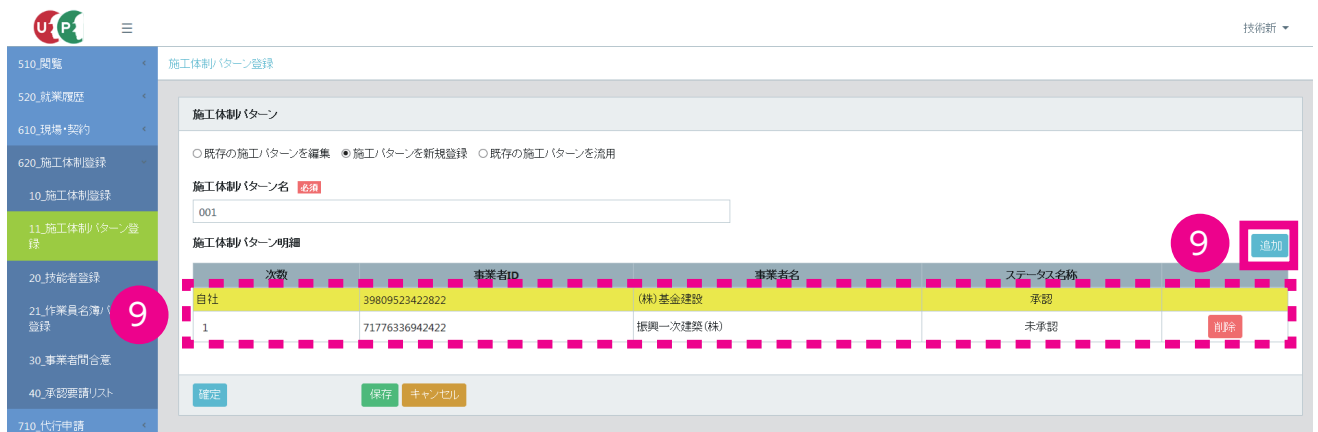 技術新
510_閲覧
施工体制パターン登録
520_就業履歴
610_現場・契約
620_施工体制登録
10_施工体制登録
11_施工体制パターン登
録
20_技能者登録
21_作業員名簿パ
登録
30_事業者間合意
40_承認要請リスト
710_代行申請
施工体制パターン
既存の施工パターンを編集 施工パターンを新規登録 既存の施工パターンを流用
施工体制パターン名 必須
001
施工体制パターン明細
9 追加
次数 事業者ID 事業者名 ステータス名称
自社 39809523422822 (株)基金建設 承認
1 71776336942422 振興一次建築(株) 未承認 削除
9
確定 保存 キャンセル